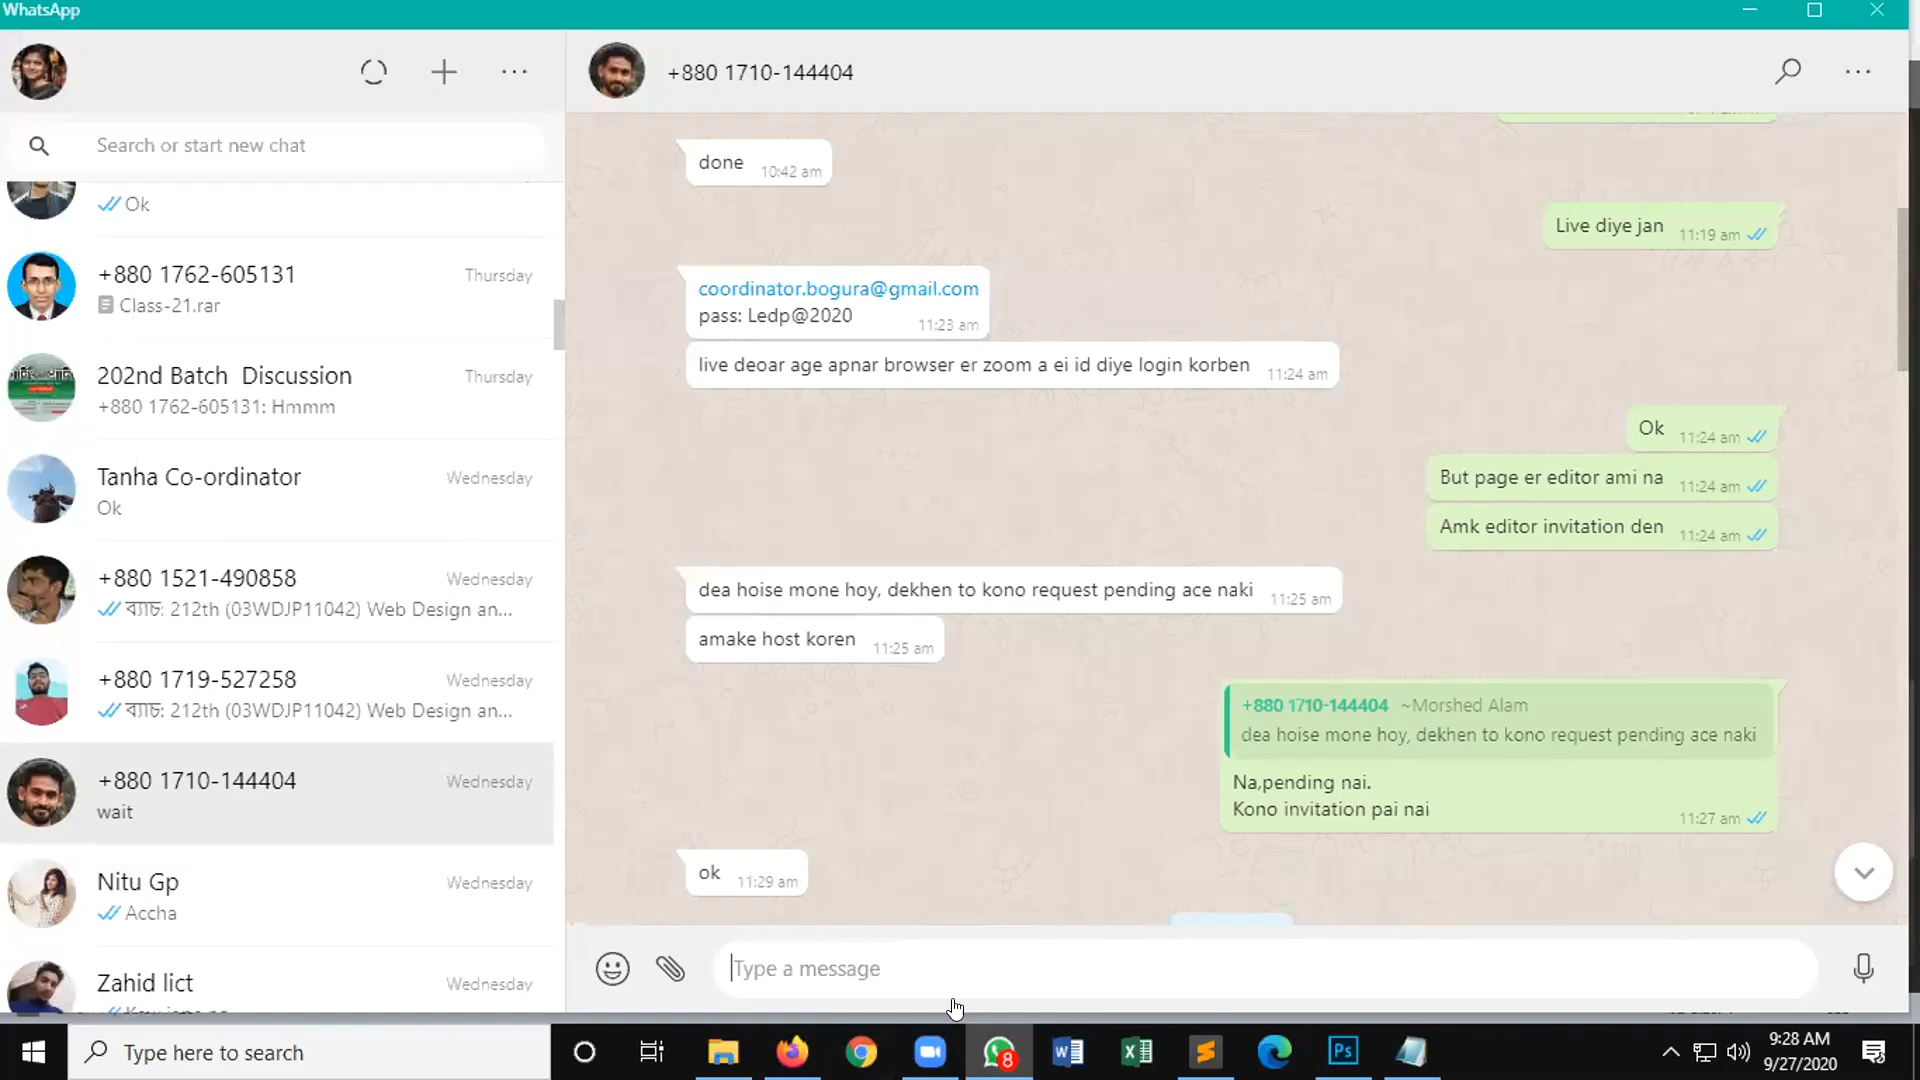 WhatsApp
+880 1710-144404
Search or start new chat
Ok
+880 1762-605131
Thursday
Class-21.rar
202nd Batch Discussion
Thursday
+880 1762-605131: Hmmm
Tanha Co-ordinator
Wednesday
Ok
+880 1521-490858
Wednesday
ব্যাচ: 212th (03WDJP11042) Web Design an...
+880 1719-527258
Wednesday
ব্যাচ: 212th (03WDJP11042) Web Design an...
+880 1710-144404
Wednesday
wait
Nitu Gp
Wednesday
Accha
Zahid lict
Wednesday
done 10:42 am
Live diye jan 11:19 am
coordinator.bogura@gmail.com
pass: Ledp@2020 11:23 am
live deoar age apnar browser er zoom a ei id diye login korben 11:24 am
Ok 11:24 am
But page er editor ami na 11:24 am
Amk editor invitation den 11:24 am
dea hoise mone hoy, dekhen to kono request pending ace naki 11:25 am
amake host koren 11:25 am
+880 1710-144404 ~Morshed Alam
dea hoise mone hoy, dekhen to kono request pending ace naki
Na,pending nai.
Kono invitation pai nai 11:27 am
ok 11:29 am
Type a message
Type here to search
8
Ps
9:28 AM
9/27/2020